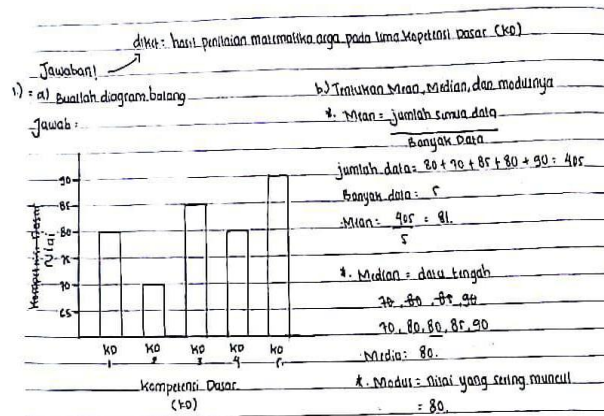 diket: hasil penilaian matematika arga pada lima Kopetensi Dasar (KD)
Jawaban!
1.) = a) Buatlah diagram batang
Jawab :
90
85
80
75
70
65
Kompetensi Dasar
Nilai
KD 1
KD 2
KD 3
KD 4
KD 5
Kompetensi Dasar
(KD)
b.) Tentukan Mean, Median, dan modusnya
*. Mean = jumlah semua data
Banyak Data
jumlah data = 80 + 70 + 85 + 80 + 90 = 405
Banyak data : 5
Mean = 405 = 81.
5
*. Median = data tengah
70, 80, 85, 90
70, 80, 80, 85, 90
Media: 80.
*. Modus = nilai yang sering muncul
= 80.